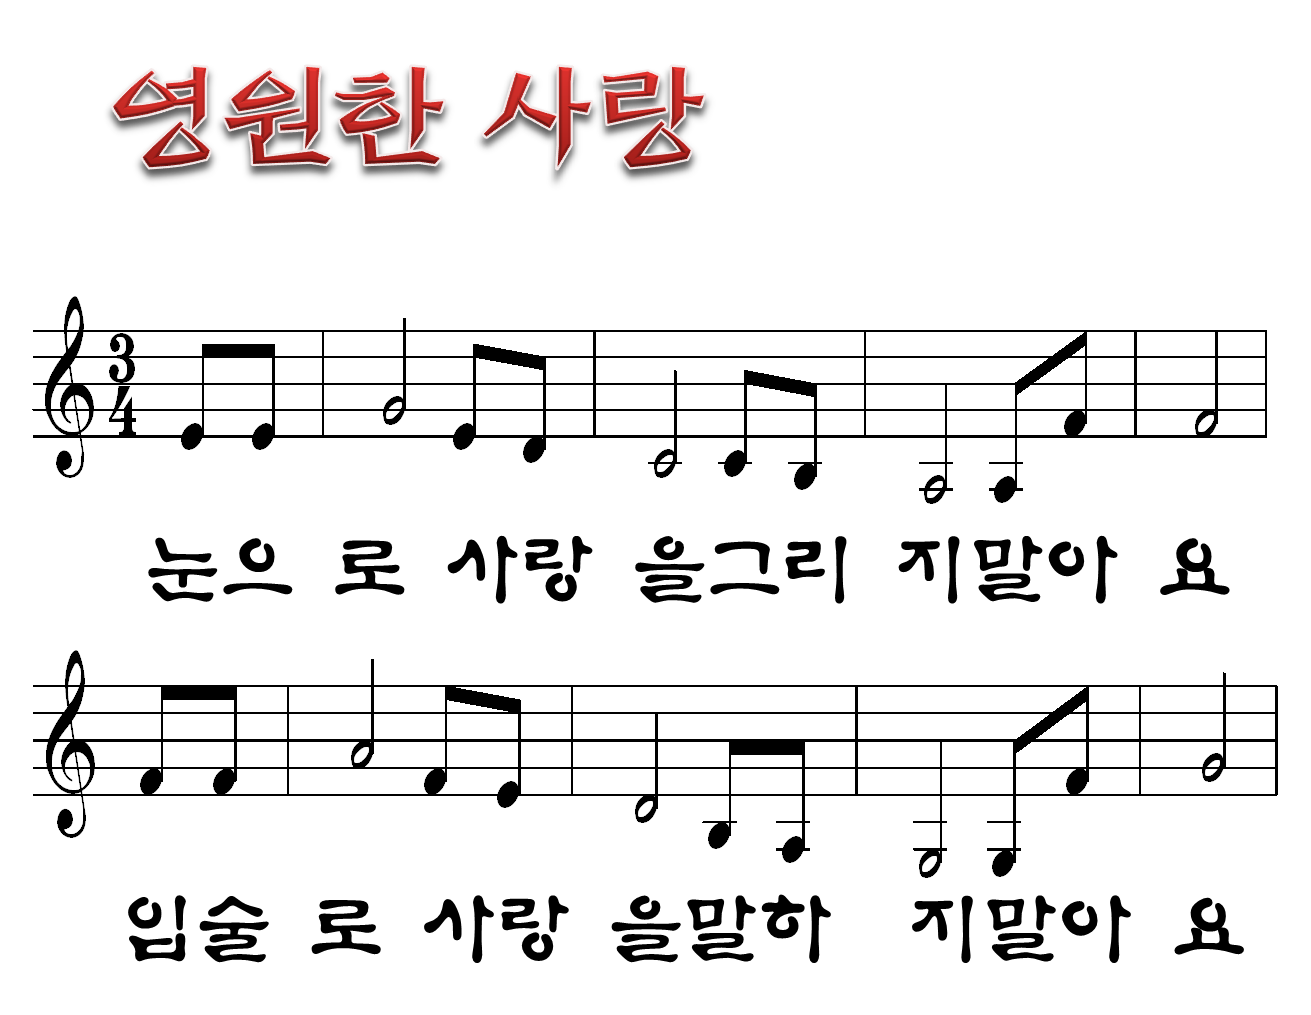 영원한 사랑
3
4
눈으 로 사랑 을그리 지말아 요
입술 로 사랑 을말하 지말아 요